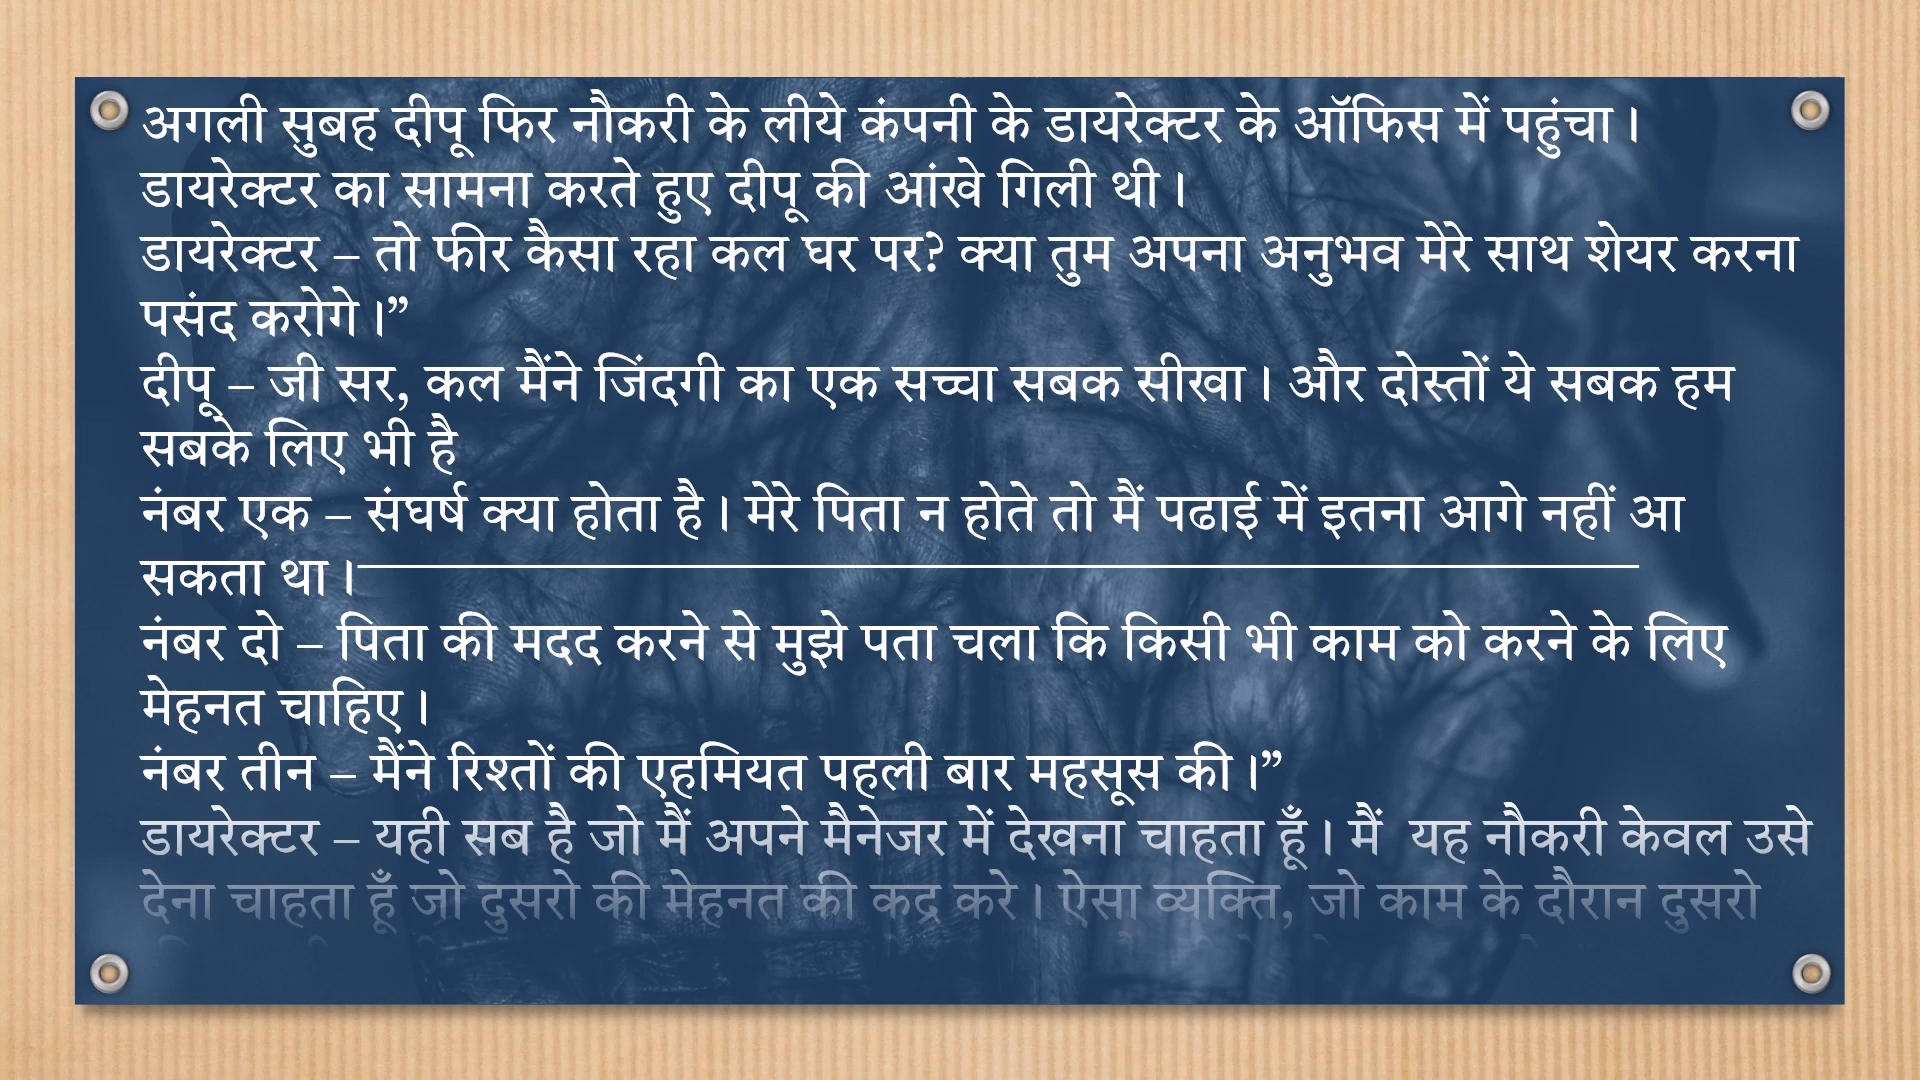 अगली सुबह दीपू फिर नौकरी के लीये कंपनी के डायरेक्टर के ऑफिस में पहुंचा।
डायरेक्टर का सामना करते हुए दीपू की आंखे गिली थी।
डायरेक्टर – तो फीर कैसा रहा कल घर पर? क्या तुम अपना अनुभव मेरे साथ शेयर करना
पसंद करोगे।”
दीपू – जी सर, कल मैंने जिंदगी का एक सच्चा सबक सीखा। और दोस्तों ये सबक हम
सबके लिए भी है
नंबर एक – संघर्ष क्या होता है। मेरे पिता न होते तो मैं पढाई में इतना आगे नहीं आ
सकता था।
नंबर दो – पिता की मदद करने से मुझे पता चला कि किसी भी काम को करने के लिए
मेहनत चाहिए।
नंबर तीन – मैंने रिश्तों की एहमियत पहली बार महसूस की।”
डायरेक्टर – यही सब है जो मैं अपने मैनेजर में देखना चाहता हूँ। मैं  यह नौकरी केवल उसे
देना चाहता हूँ जो दुसरो की मेहनत की कद्र करे। ऐसा व्यक्ति, जो काम के दौरान दुसरो